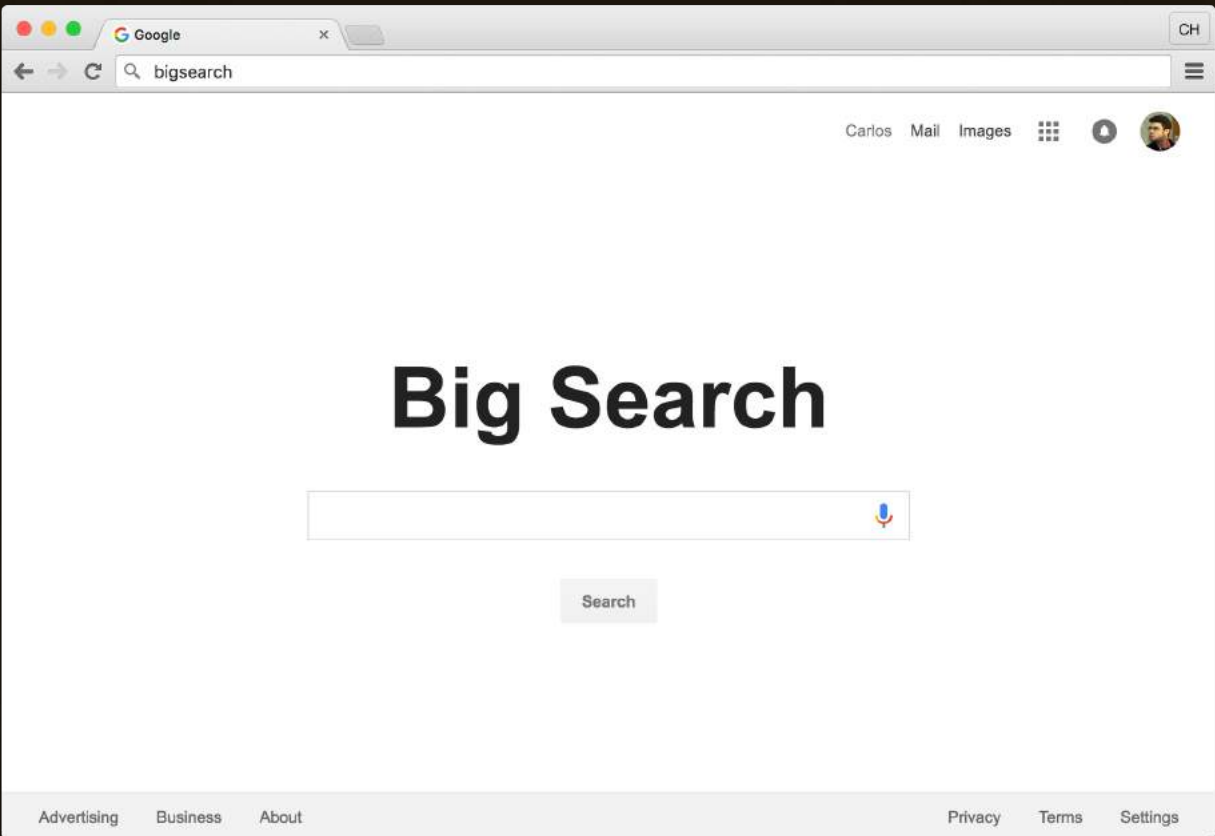 Google
CH
bigsearch
Carlos Mail Images
Big Search
Search
Advertising Business About Privacy Terms Settings